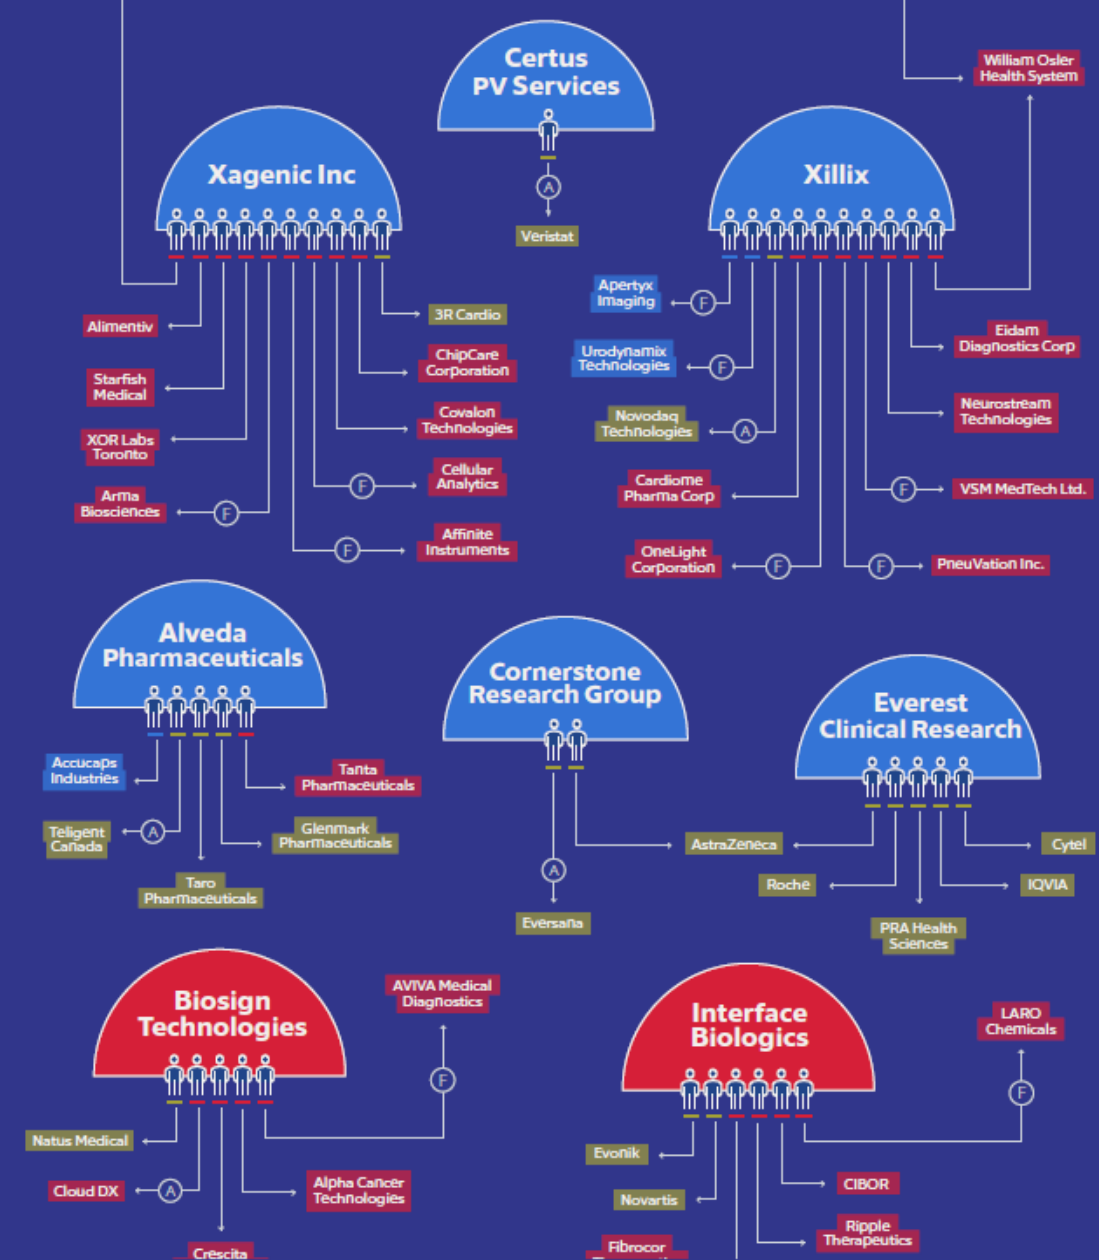 Certus
PV Services
A
Veristat
William Osler
Health System
Xagenic Inc
Alimentiv
Starfish
Medical
XOR Labs
Toronto
Arma
Biosciences
F
3R Cardio
ChipCare
Corporation
Covalon
Technologies
Cellular
Analytics
F
Affinite
Instruments
F
Xillix
Apertyx
Imaging
F
Urodynamix
Technologies
F
Novodaq
Technologies
A
Cardiome
Pharma Corp
OneLight
Corporation
F
Eidam
Diagnostics Corp
Neurostream
Technologies
F
VSM MedTech Ltd.
F
PneuVation Inc.
Alveda
Pharmaceuticals
Accucaps
Industries
Teligent
Canada
A
Taro
Pharmaceuticals
Tanta
Pharmaceuticals
Glenmark
Pharmaceuticals
Cornerstone
Research Group
A
Eversana
AstraZeneca
Everest
Clinical Research
Roche
PRA Health
Sciences
IQVIA
Cytel
Biosign
Technologies
Natus Medical
Cloud DX
A
Crescita
Alpha Cancer
Technologies
AVIVA Medical
Diagnostics
F
Interface
Biologics
Evonik
Novartis
Fibrocor
CIBOR
Ripple
Therapeutics
LARO
Chemicals
F